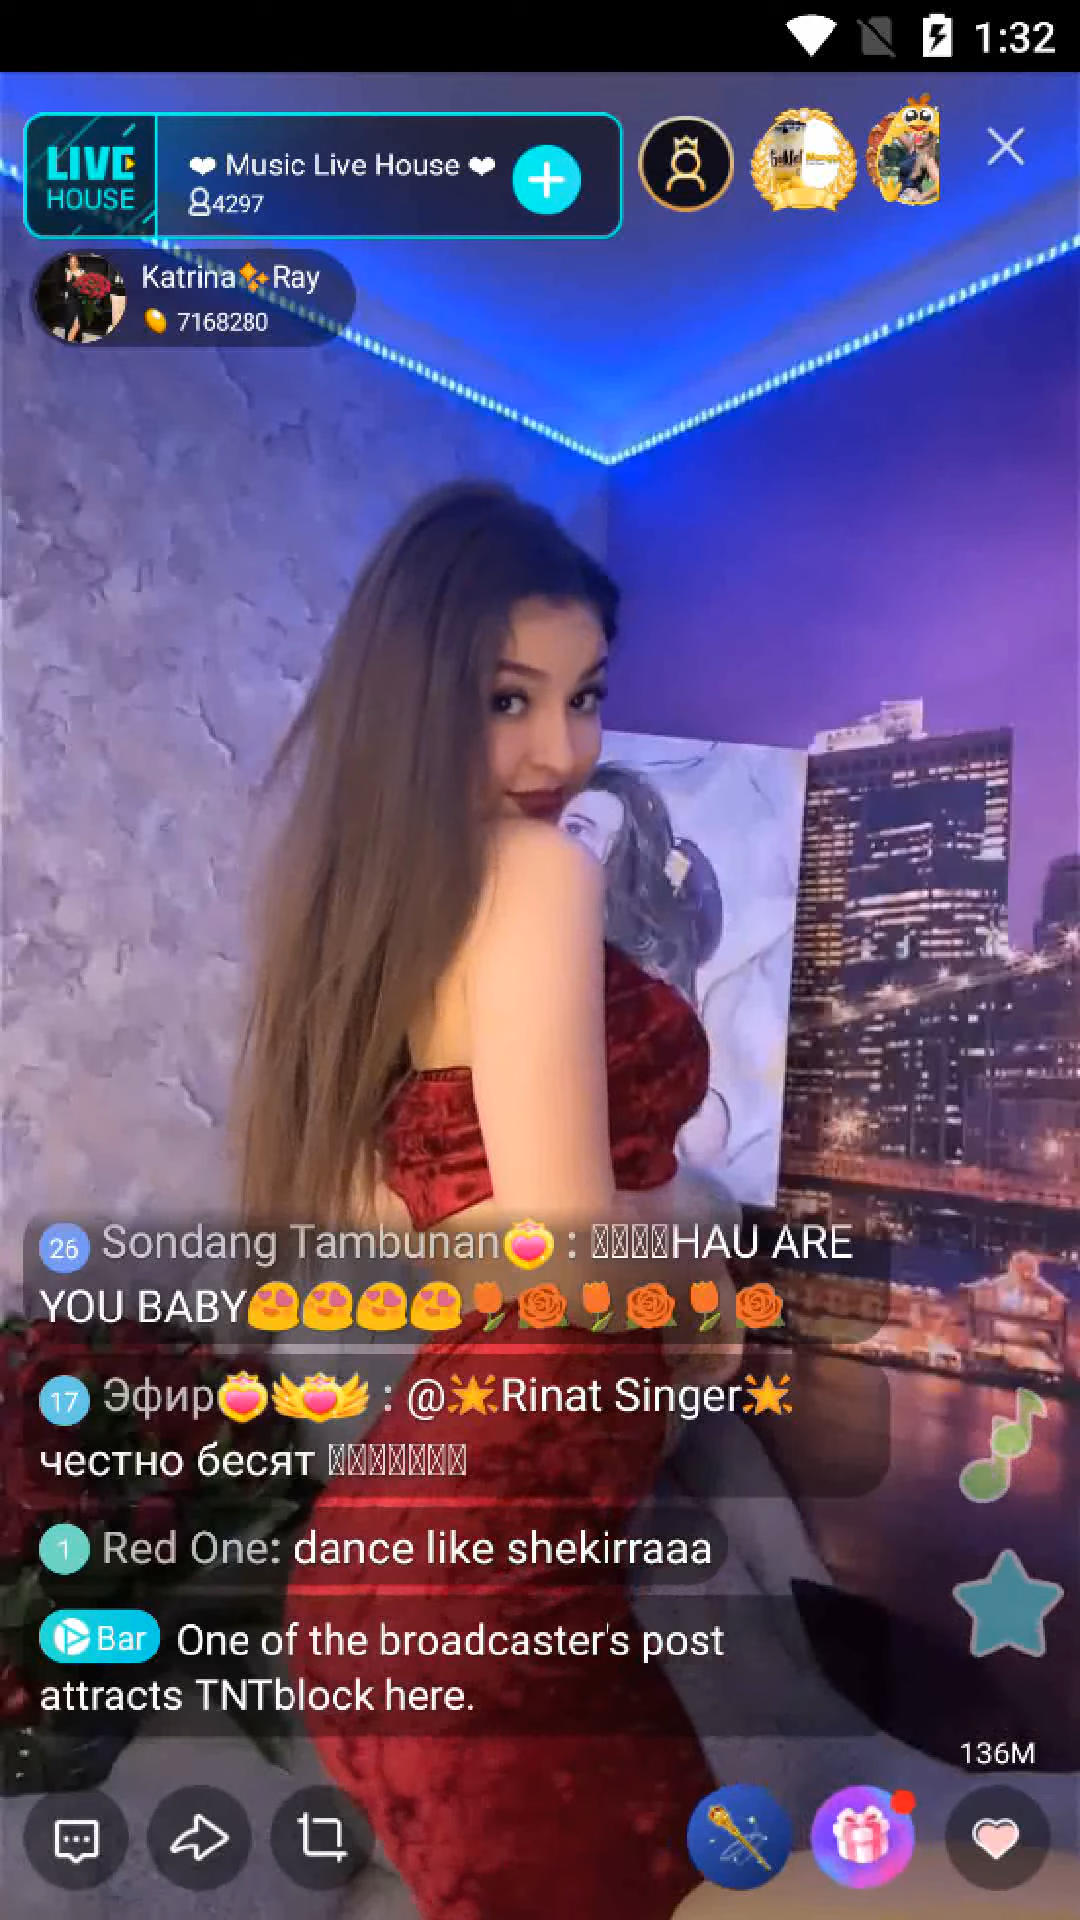 1:32
LIVE
HOUSE
❤ Music Live House ❤
4297
Katrina✨Ray
7168280
26 Sondang Tambunan💝 : HAU ARE
YOU BABY😍😍😍😍🌷🌹🌷🌹🌷🌹
17 Эфир : @🌟Rinat Singer🌟
честно бесят
1 Red One: dance like shekirraaa
Bar One of the broadcaster's post
attracts TNTblock here.
136M